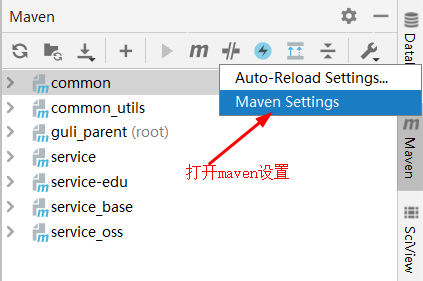 Maven
Auto-Reload Settings...
Maven Settings
common
common_utils
guli_parent (root)
service
service-edu
service_base
service_oss
打开maven设置
Datab
Maven
SciView